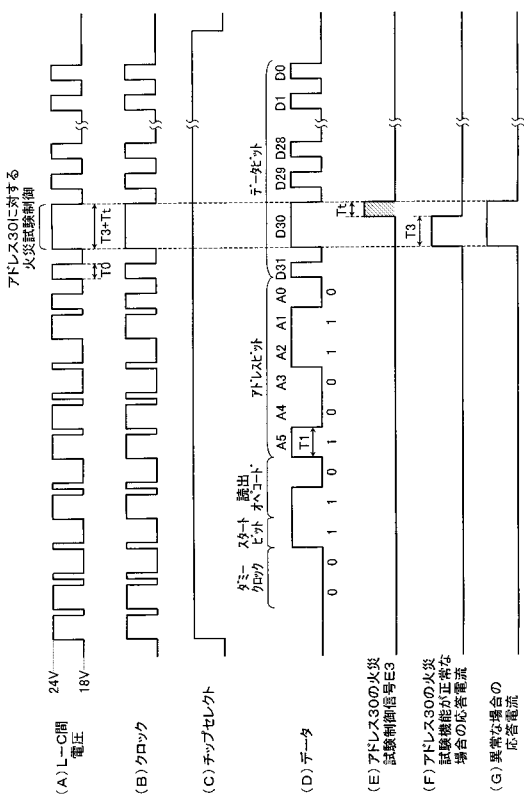 アドレス30に対する
火災試験制御
24V
18V
(A)L-C間
電圧
T0
T3+Tt
(B)クロック
(C)チップセレクト
ダミー
クロック
スタート
ビット
読出
オペコード
アドレスビット
データビット
(D)データ
A5 A4 A3 A2 A1 A0 D31 D30 D29 D28 D1 D0
T1
0 0 1 1 0 1 0 0 1 1 0
(E)アドレス30の火災
試験制御信号E3
Tt
(F)アドレス30の火災
試験機能が正常な
場合の応答電流
T3
(G)異常な場合の
応答電流